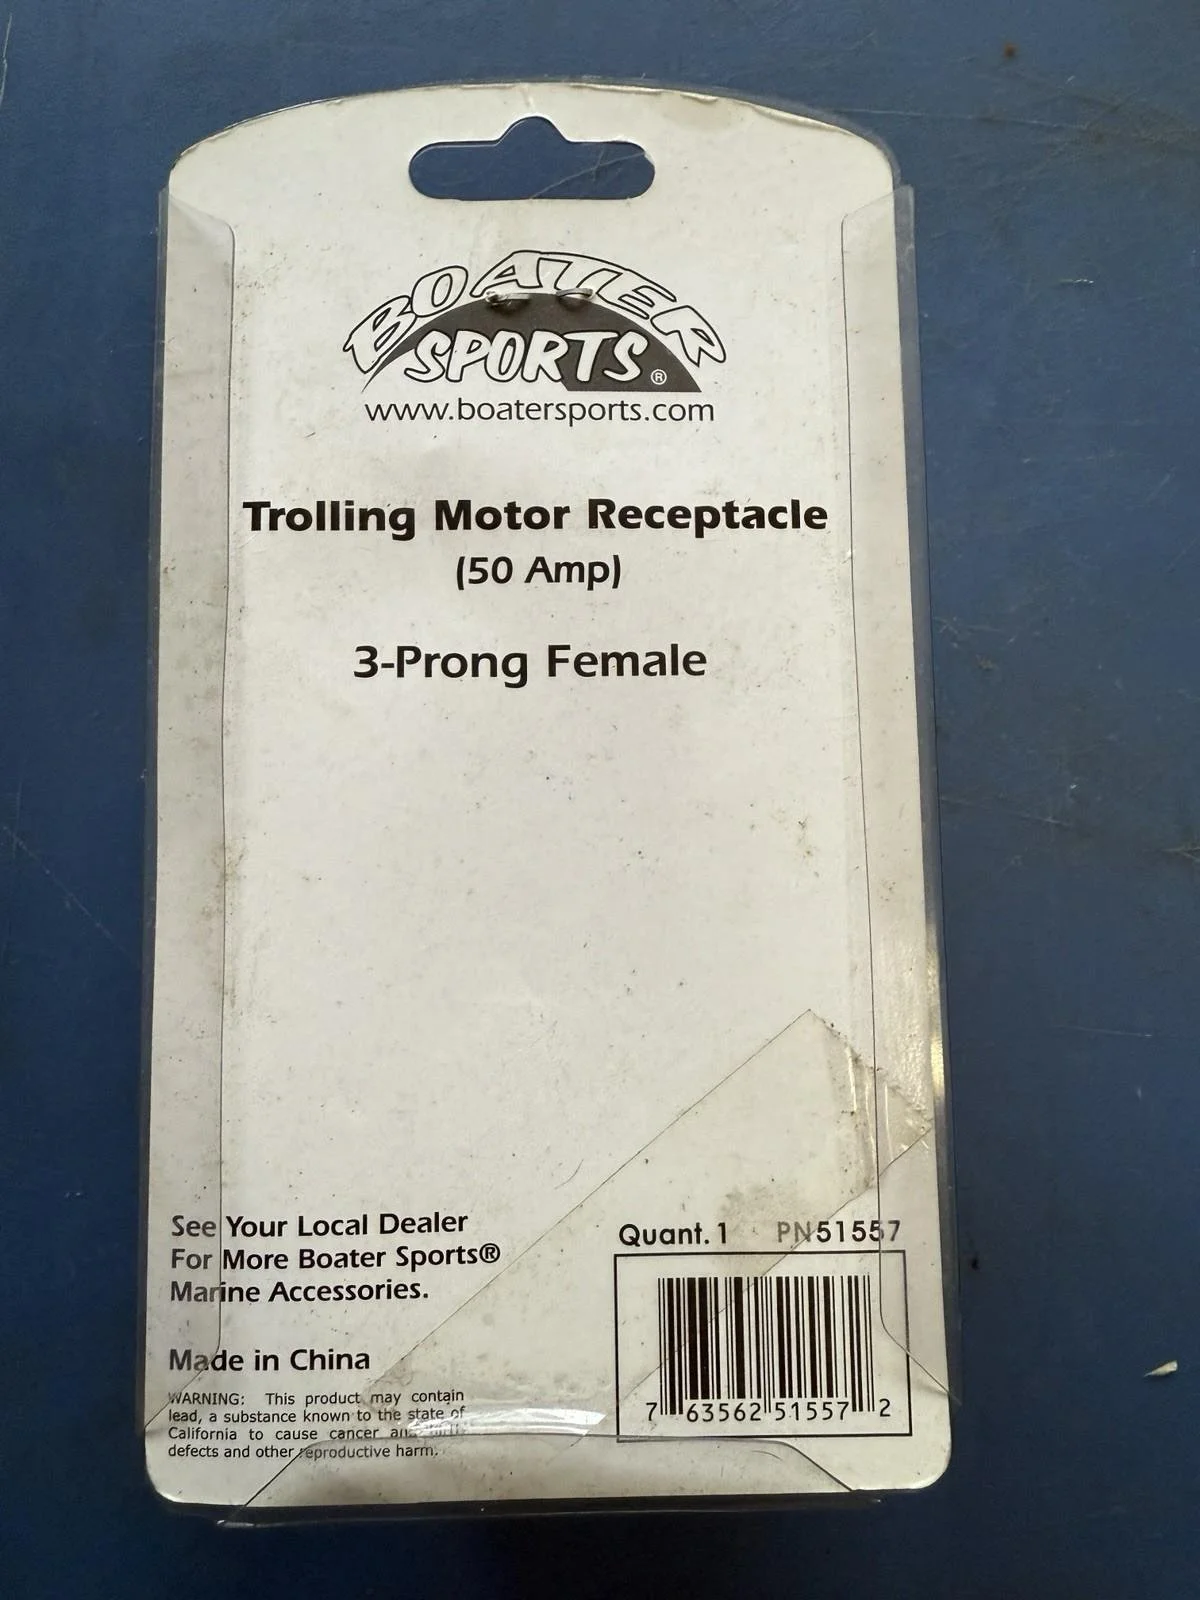 BOATER
SPORTS®
www.boatersports.com
Trolling Motor Receptacle
(50 Amp)
3-Prong Female
See Your Local Dealer
For More Boater Sports®
Marine Accessories.
Made in China
WARNING: This product may contain
lead, a substance known to the state of
California to cause cancer and birth
defects and other reproductive harm.
Quant. 1 PN51557
7 63562 51557 2